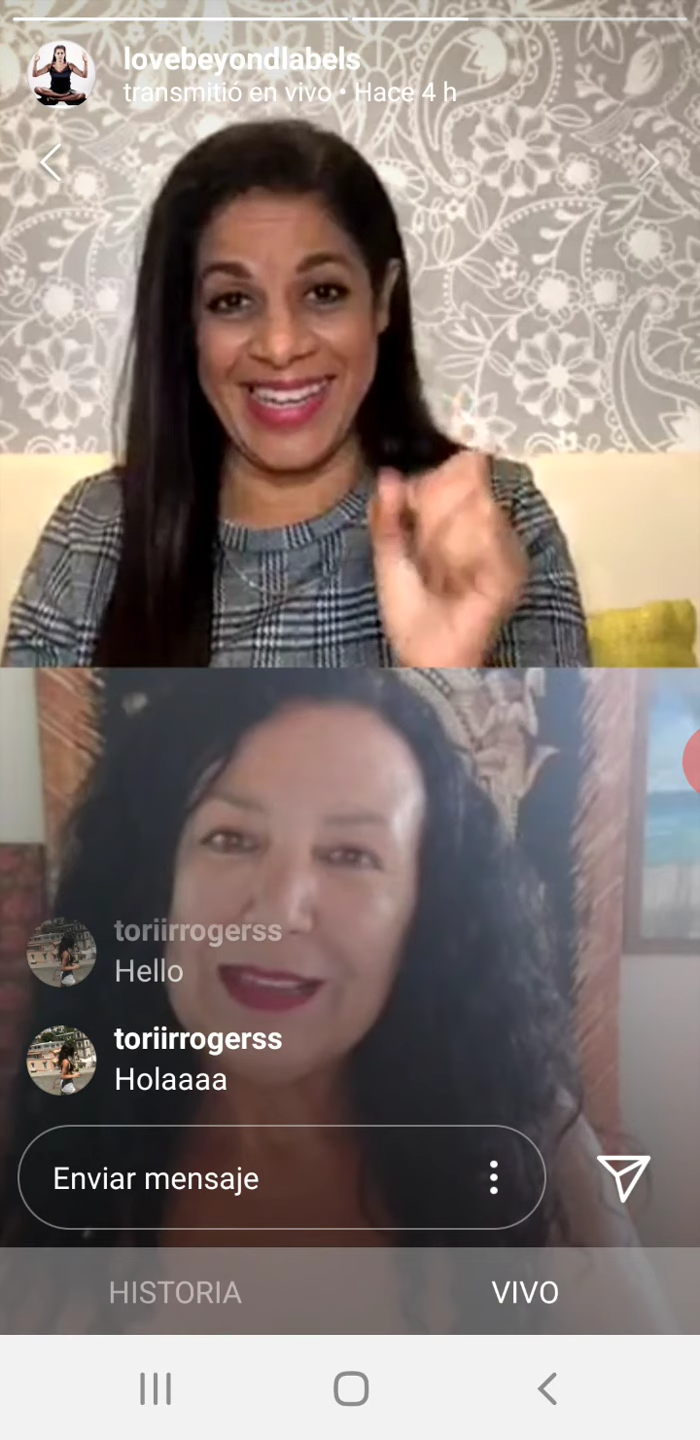 lovebeyondlabels
transmitió en vivo • Hace 4 h
toriirrogerss
Hello
toriirrogerss
Holaaaa
Enviar mensaje
HISTORIA
VIVO